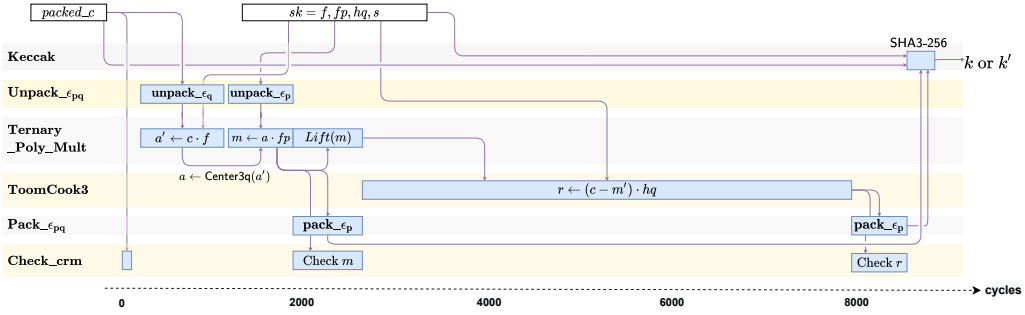 packed_c
sk = f, fp, hq, s
SHA3-256
Keccak
k or k′
Unpack_ϵpq
unpack_ϵq
unpack_ϵp
Ternary
_Poly_Mult
a′ ← c · f
m ← a · fp
Lift(m)
a ← Center3q(a′)
ToomCook3
r ← (c − m′) · hq
Pack_ϵpq
pack_ϵp
pack_ϵp
Check_crm
Check m
Check r
0
2000
4000
6000
8000
cycles